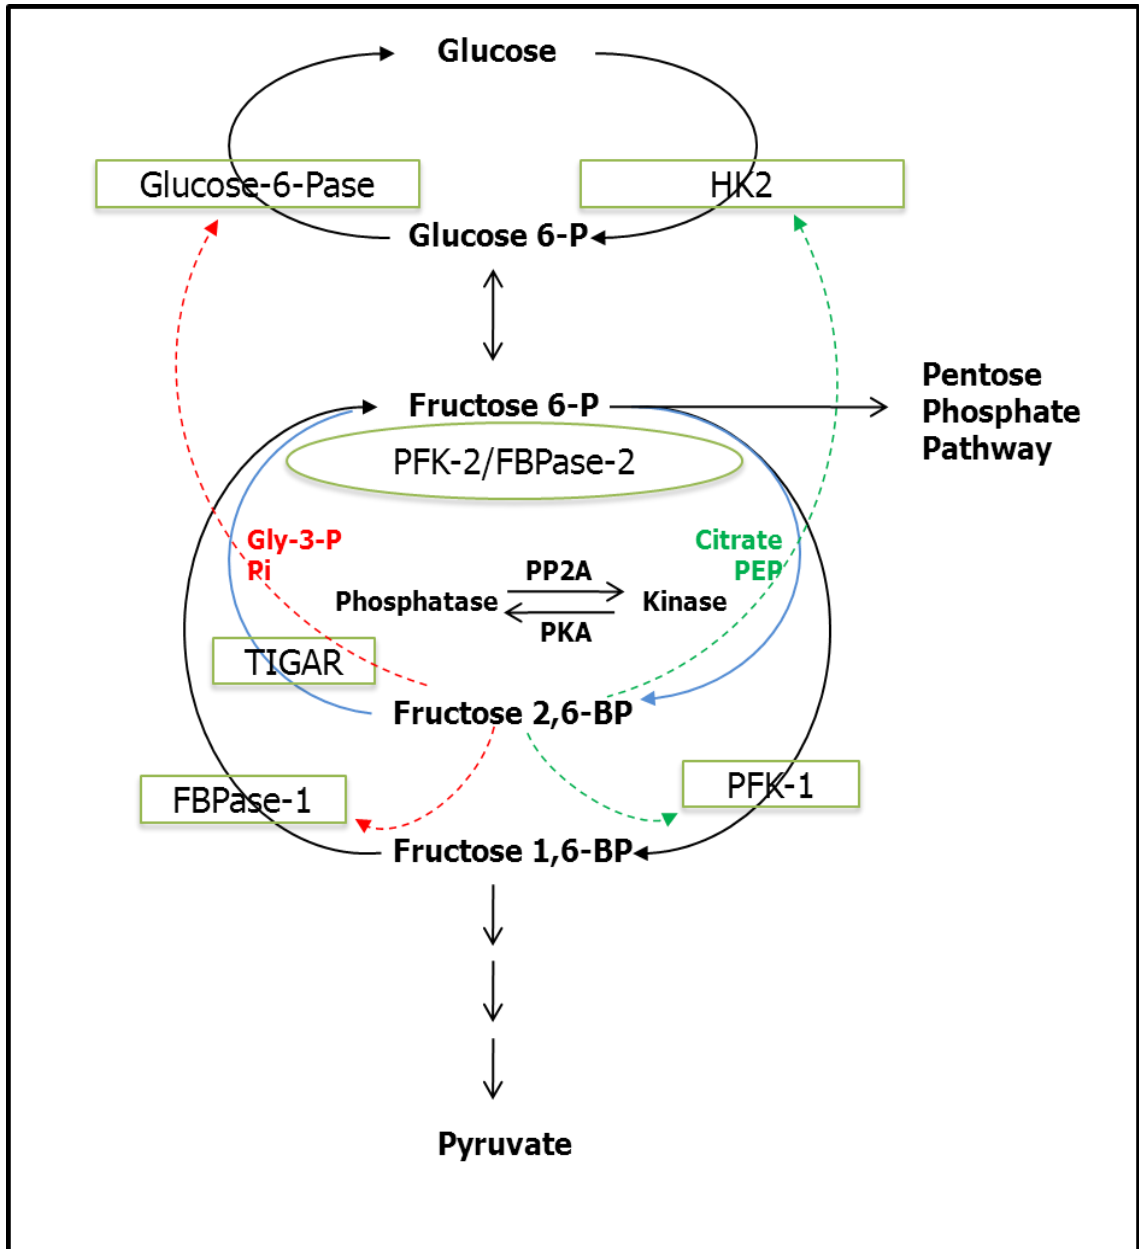 Glucose
Glucose-6-Pase
HK2
Glucose 6-P
Fructose 6-P
Pentose
Phosphate
Pathway
PFK-2/FBPase-2
Gly-3-P
Pi
Citrate
PEP
PP2A
Phosphatase
Kinase
PKA
TIGAR
Fructose 2,6-BP
FBPase-1
PFK-1
Fructose 1,6-BP
Pyruvate